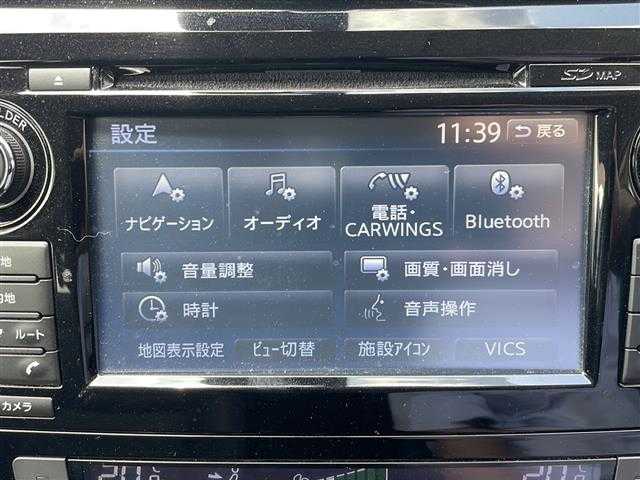 SD MAP
設定
11:39
戻る
ナビゲーション
オーディオ
電話・
CARWINGS
Bluetooth
音量調整
画質・画面消し
時計
音声操作
地図表示設定
ビュー切替
施設アイコン
VICS
ルート
カメラ